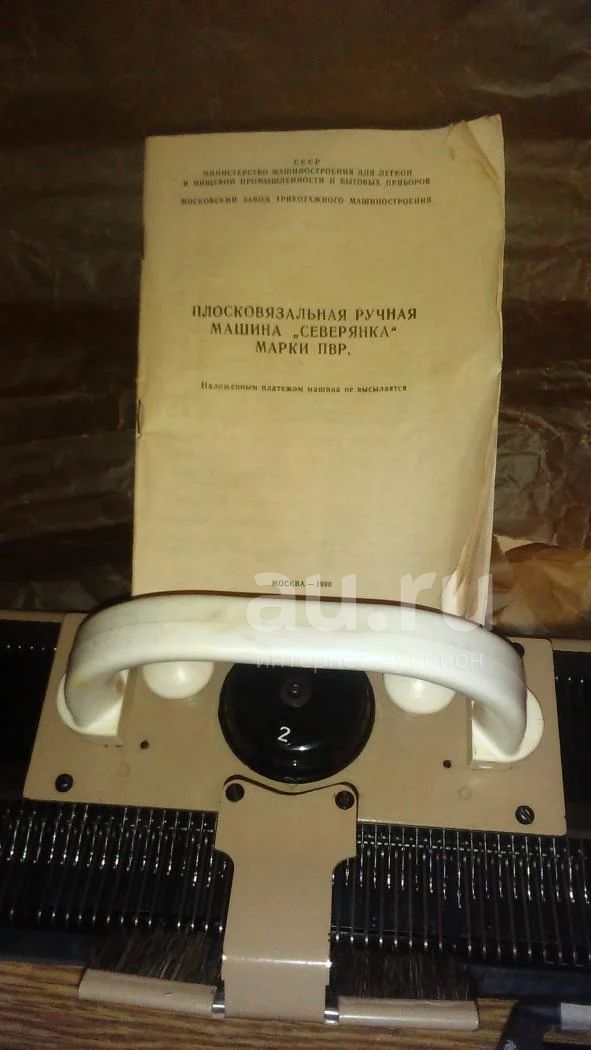 СССР
МИНИСТЕРСТВО МАШИНОСТРОЕНИЯ ДЛЯ ЛЕГКОЙ
И ПИЩЕВОЙ ПРОМЫШЛЕННОСТИ И БЫТОВЫХ ПРИБОРОВ
МОСКОВСКИЙ ЗАВОД ТРИКОТАЖНОГО МАШИНОСТРОЕНИЯ
ПЛОСКОВЯЗАЛЬНАЯ РУЧНАЯ
МАШИНА „СЕВЕРЯНКА“
МАРКИ ПВР.
Наложенным платежом машина не высылается
МОСКВА — 1990
au.ru
интернет-аукцион
2